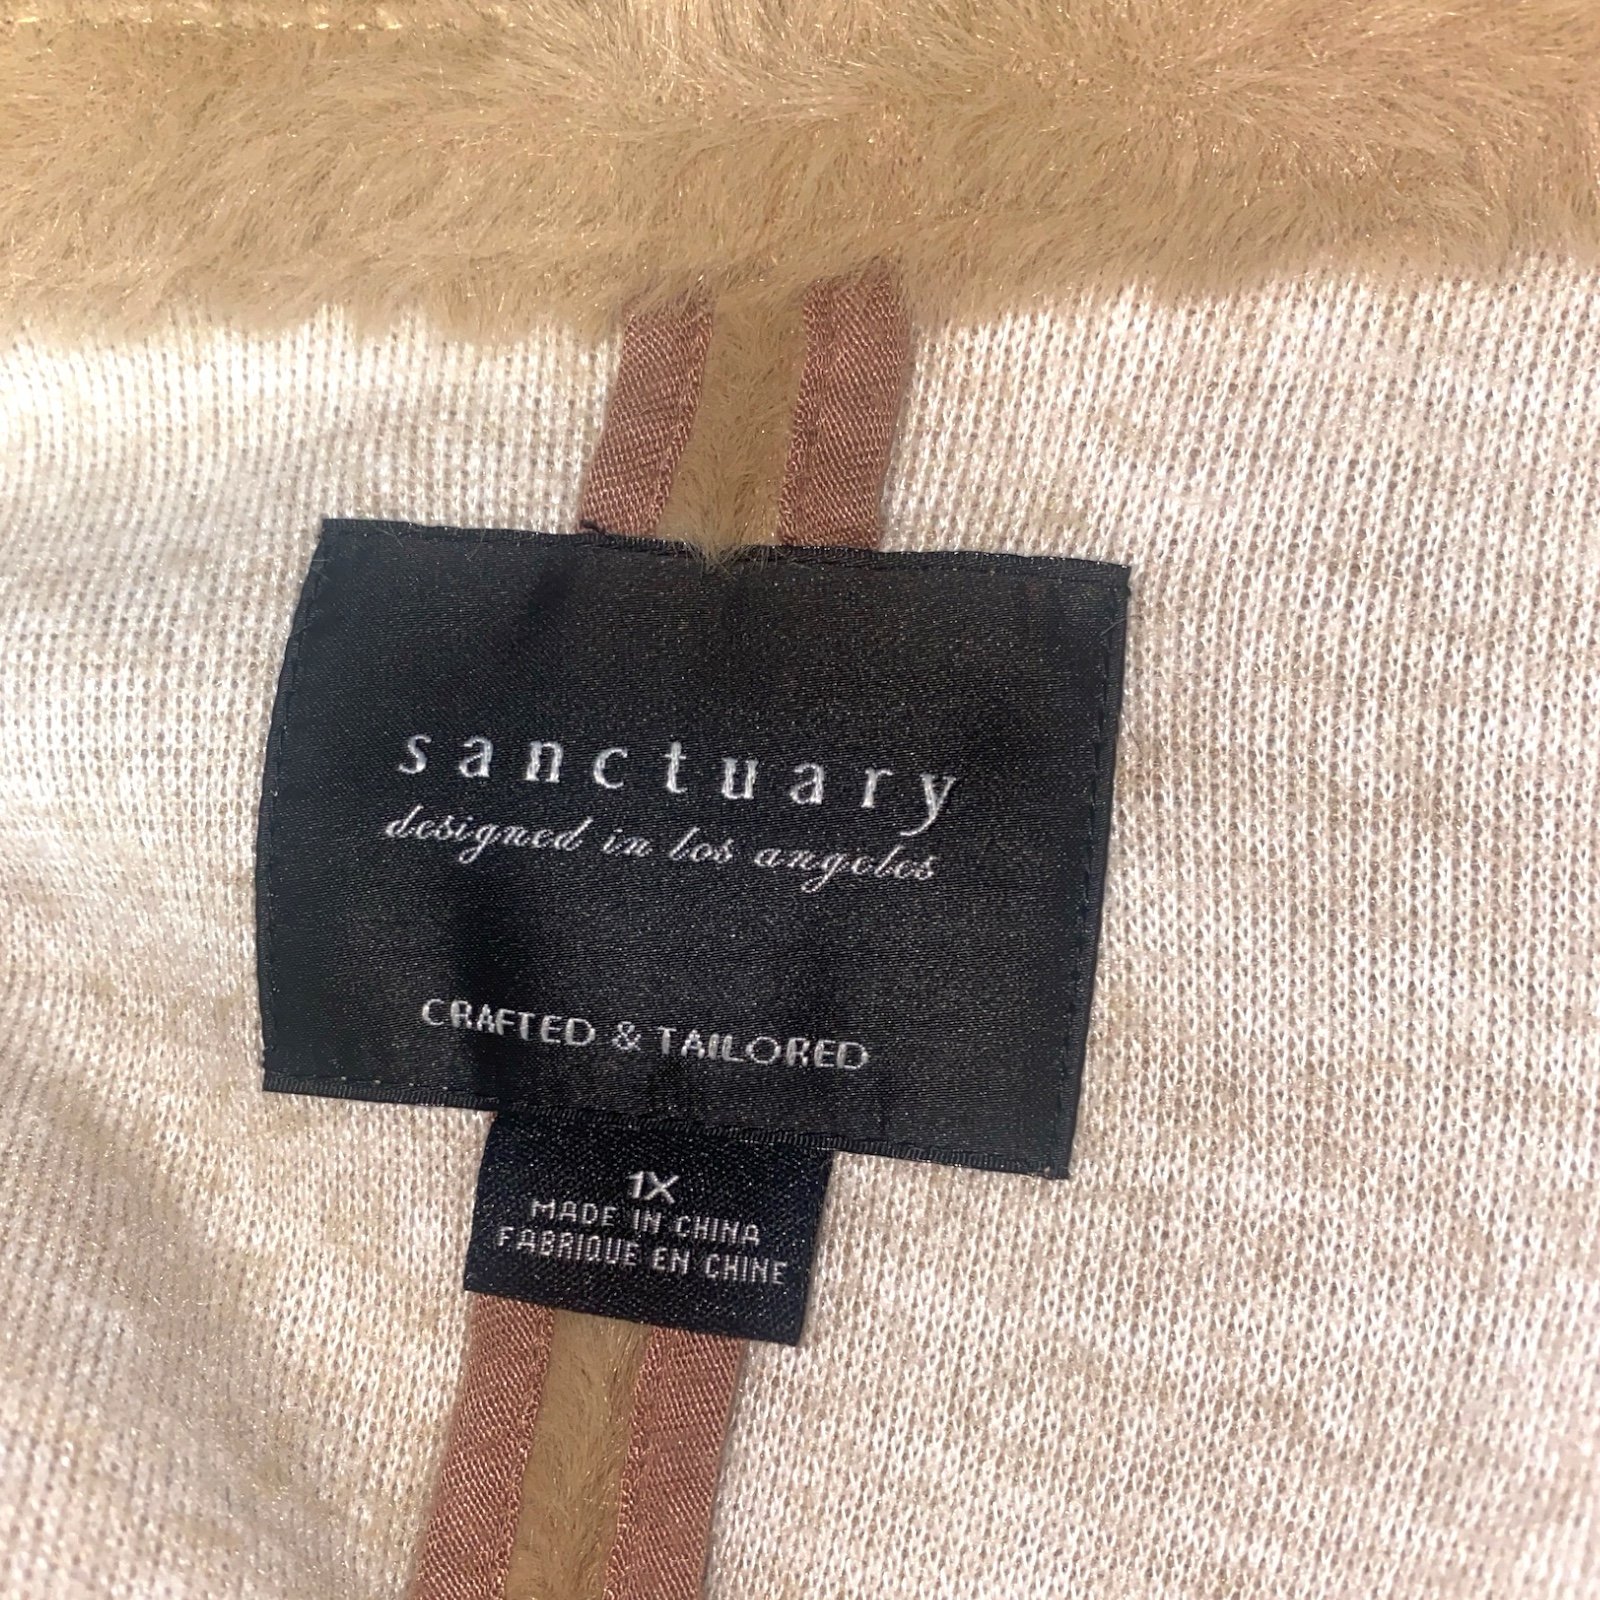 sanctuary
designed in los angeles
CRAFTED & TAILORED
1X
MADE IN CHINA
FABRIQUE EN CHINE